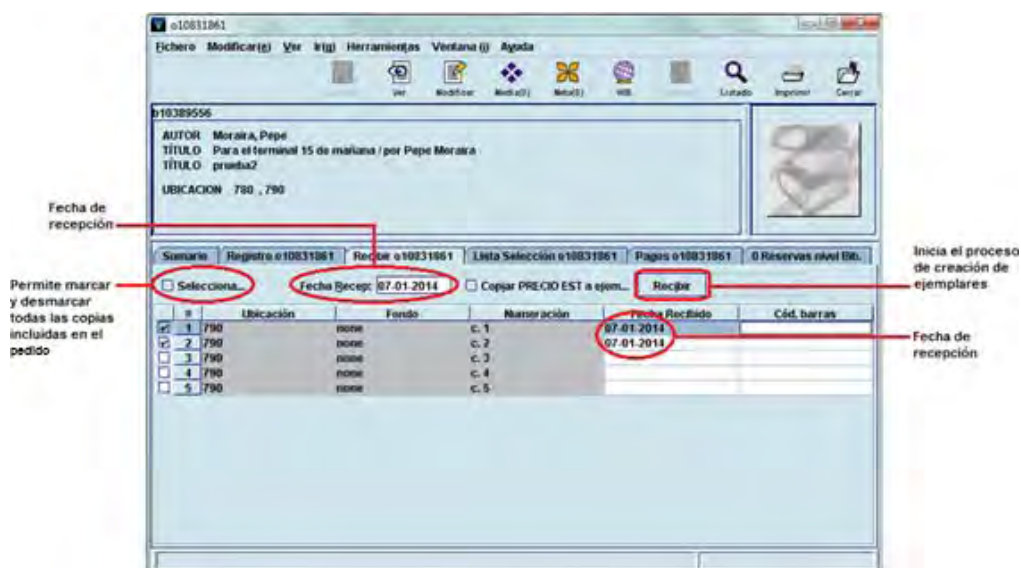 o10831861
Fichero Modificar(e) Ver Ir(g) Herramientas Ventana (j) Ayuda
Ver Modificar Media(0) Meta(0) WB Listado Imprimir Cerrar
b10389556
AUTOR Moraira, Pepe
TÍTULO Para el terminal 15 de mañana / por Pepe Moraira
TÍTULO prueba2
UBICACION 780 , 790
Fecha de
recepción
Sumario Registro o10831861 Recibir o10831861 Lista Selección o10831861 Pagos o10831861 0 Reservas nivel Bib.
Permite marcar
y desmarcar
todas las copias
incluidas en el
pedido
Selecciona... Fecha Recep: 07-01-2014 Copiar PRECIO EST a ejem... Recibir
Inicia el proceso
de creación de
ejemplares
# Ubicación Fondo Numeración Fecha Recibido Cód. barras
1 790 none c. 1 07-01-2014
2 790 none c. 2 07-01-2014
3 790 none c. 3
4 790 none c. 4
5 790 none c. 5
Fecha de
recepción